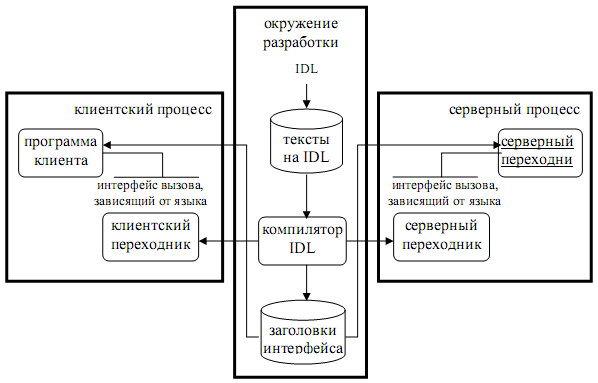 окружение
разработки
IDL
тексты
на IDL
компилятор
IDL
заголовки
интерфейса
клиентский процесс
программа
клиента
интерфейс вызова,
зависящий от языка
клиентский
переходник
серверный процесс
серверный
переходни
интерфейс вызова,
зависящий от языка
серверный
переходник